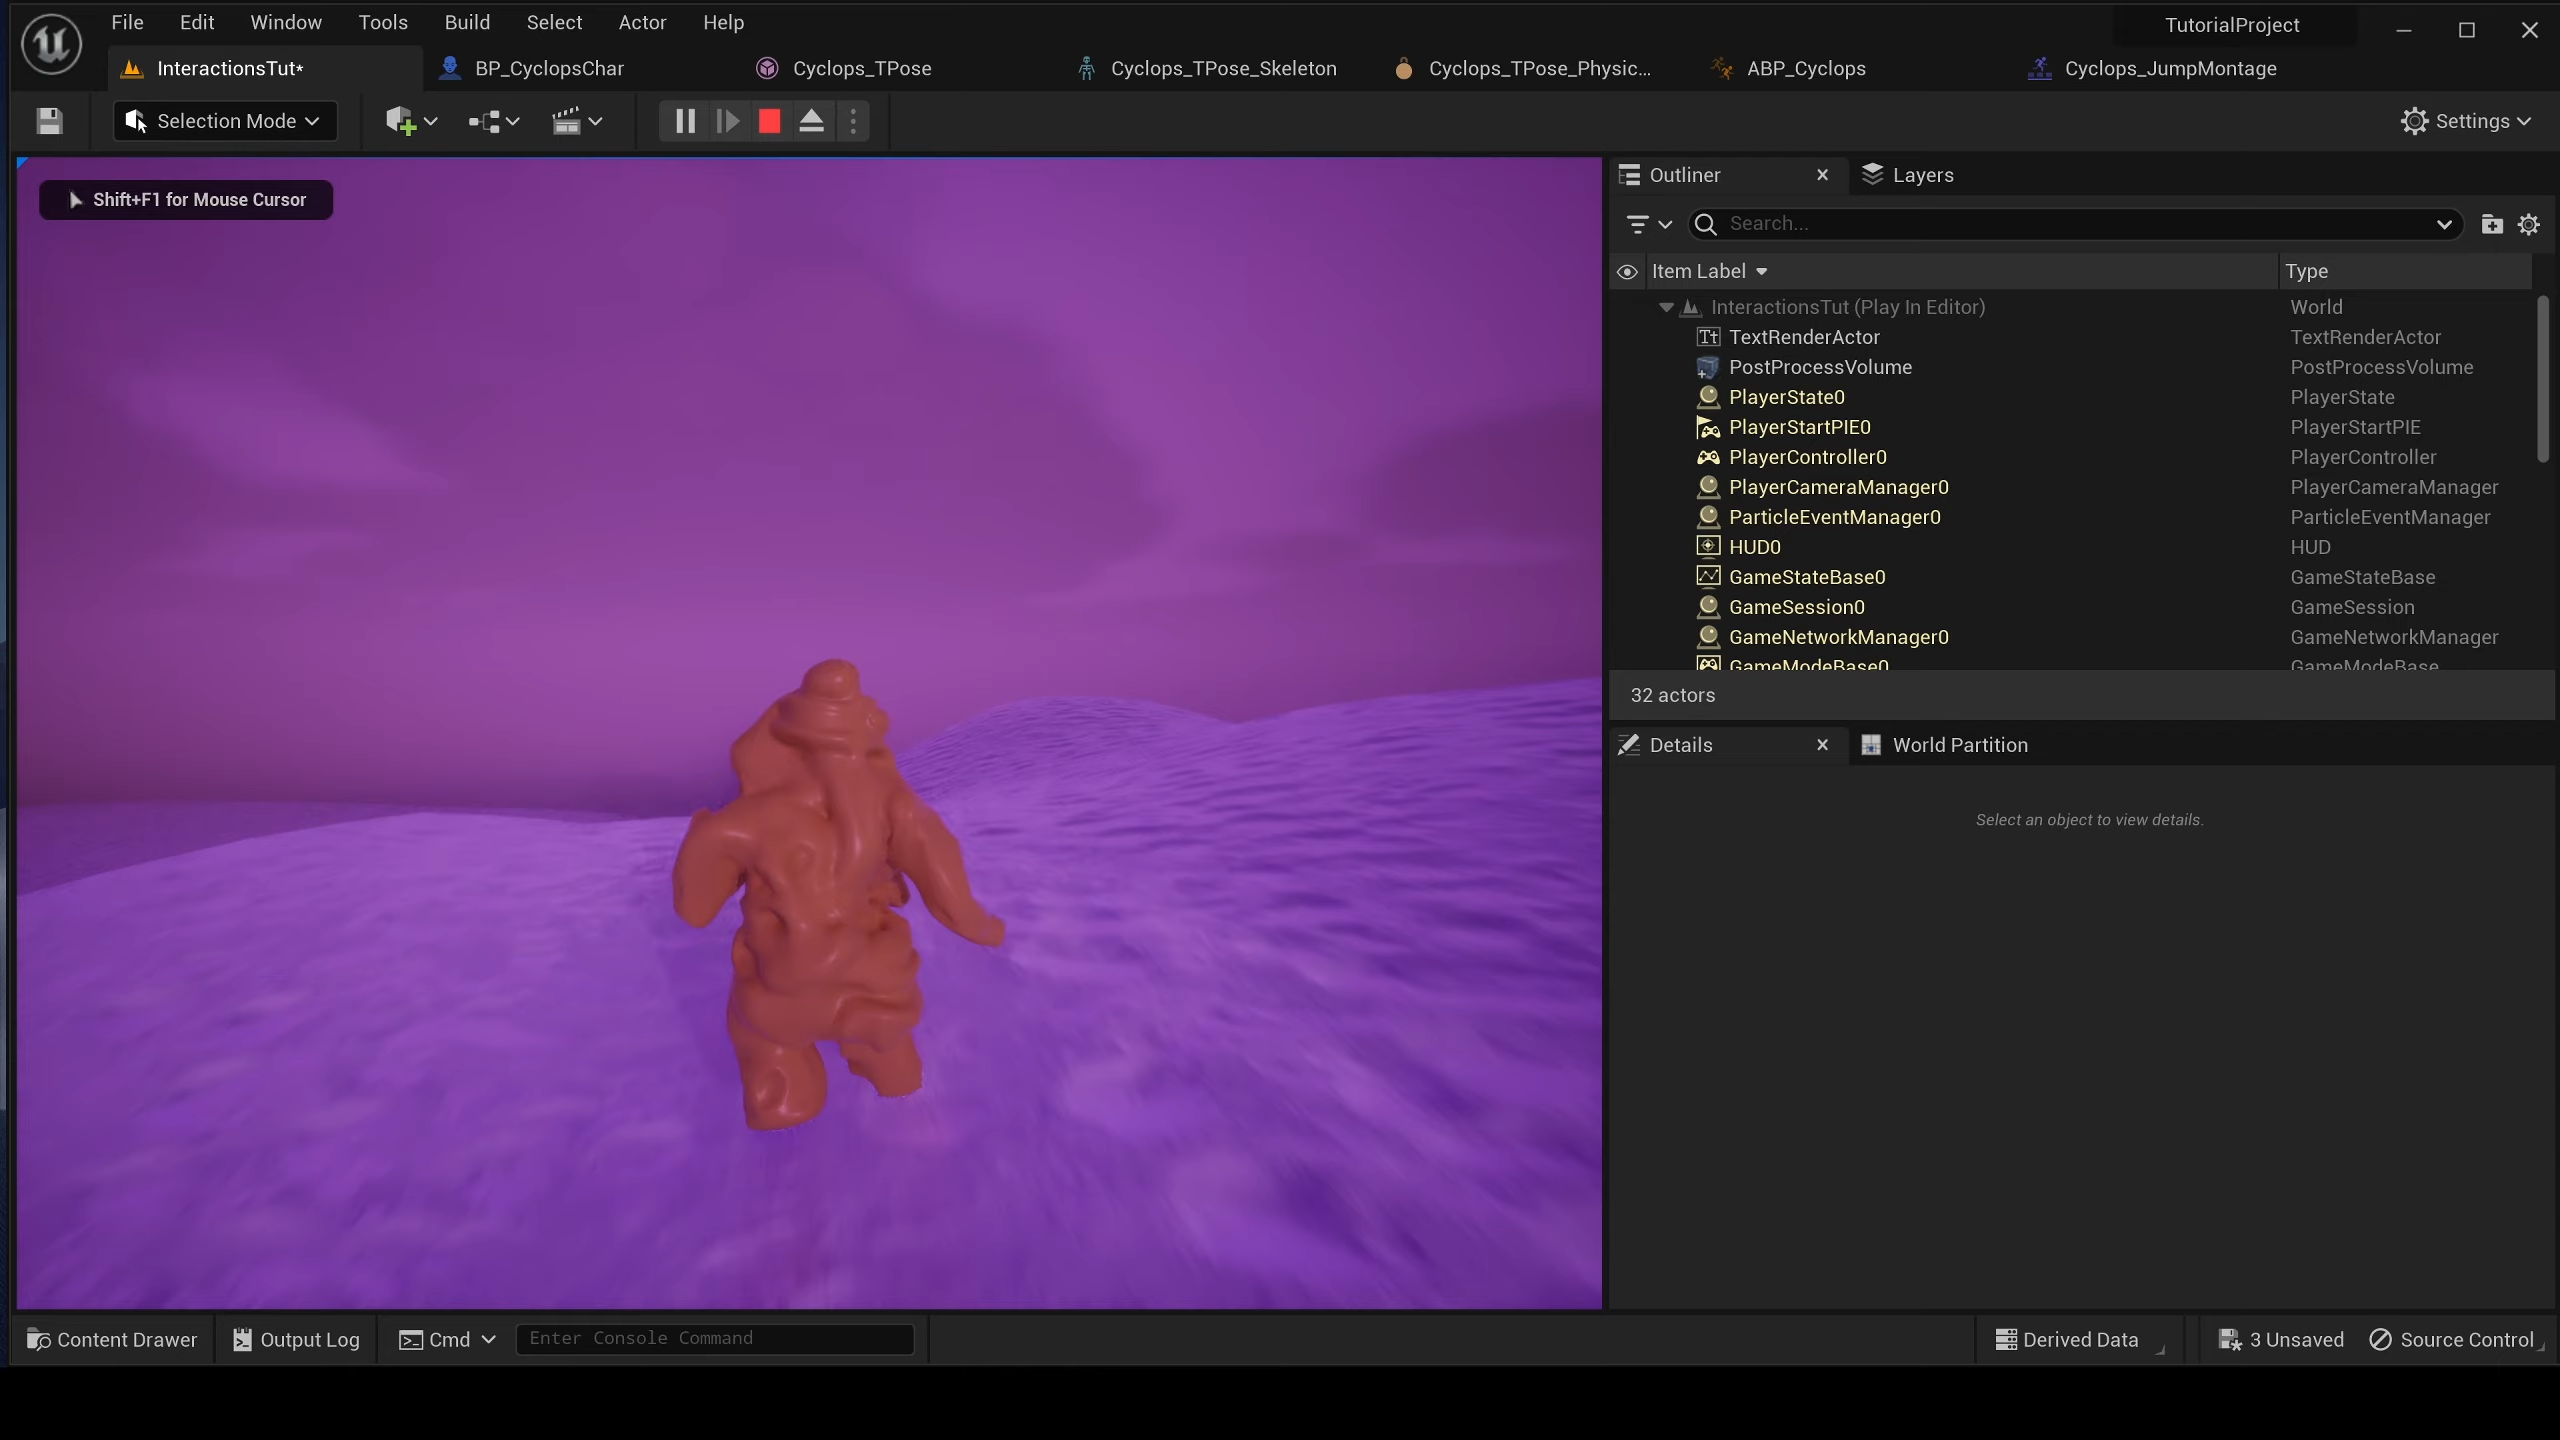 File Edit Window Tools Build Select Actor Help
TutorialProject
InteractionsTut* BP_CyclopsChar Cyclops_TPose Cyclops_TPose_Skeleton Cyclops_TPose_Physic... ABP_Cyclops Cyclops_JumpMontage
Selection Mode
Settings
Shift+F1 for Mouse Cursor
Outliner Layers
Search...
Item Label Type
InteractionsTut (Play In Editor) World
TextRenderActor TextRenderActor
PostProcessVolume PostProcessVolume
PlayerState0 PlayerState
PlayerStartPIE0 PlayerStartPIE
PlayerController0 PlayerController
PlayerCameraManager0 PlayerCameraManager
ParticleEventManager0 ParticleEventManager
HUD0 HUD
GameStateBase0 GameStateBase
GameSession0 GameSession
GameNetworkManager0 GameNetworkManager
GameModeBase0 GameModeBase
32 actors
Details World Partition
Select an object to view details.
Content Drawer Output Log Cmd Enter Console Command
Derived Data 3 Unsaved Source Control